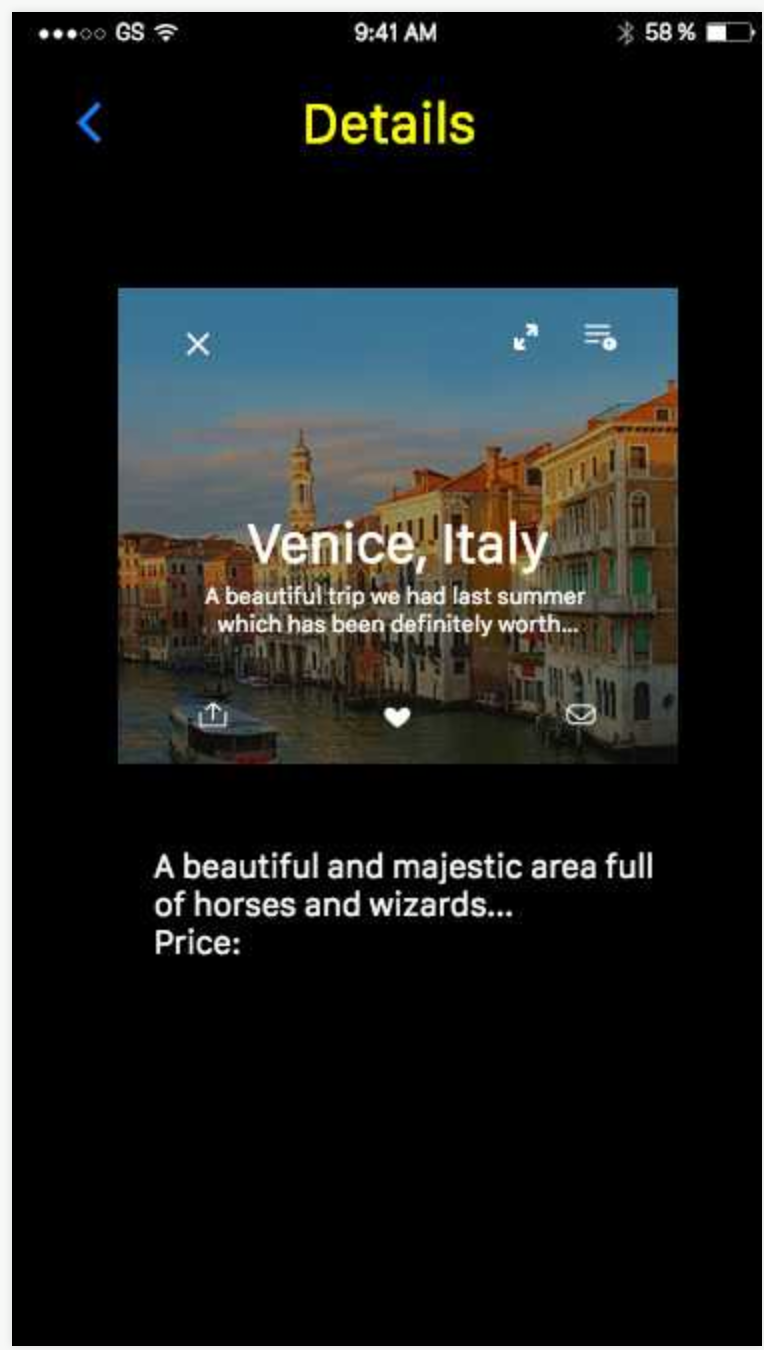 GS 9:41 AM 58 %
Details
Venice, Italy
A beautiful trip we had last summer
which has been definitely worth...
A beautiful and majestic area full
of horses and wizards...
Price: